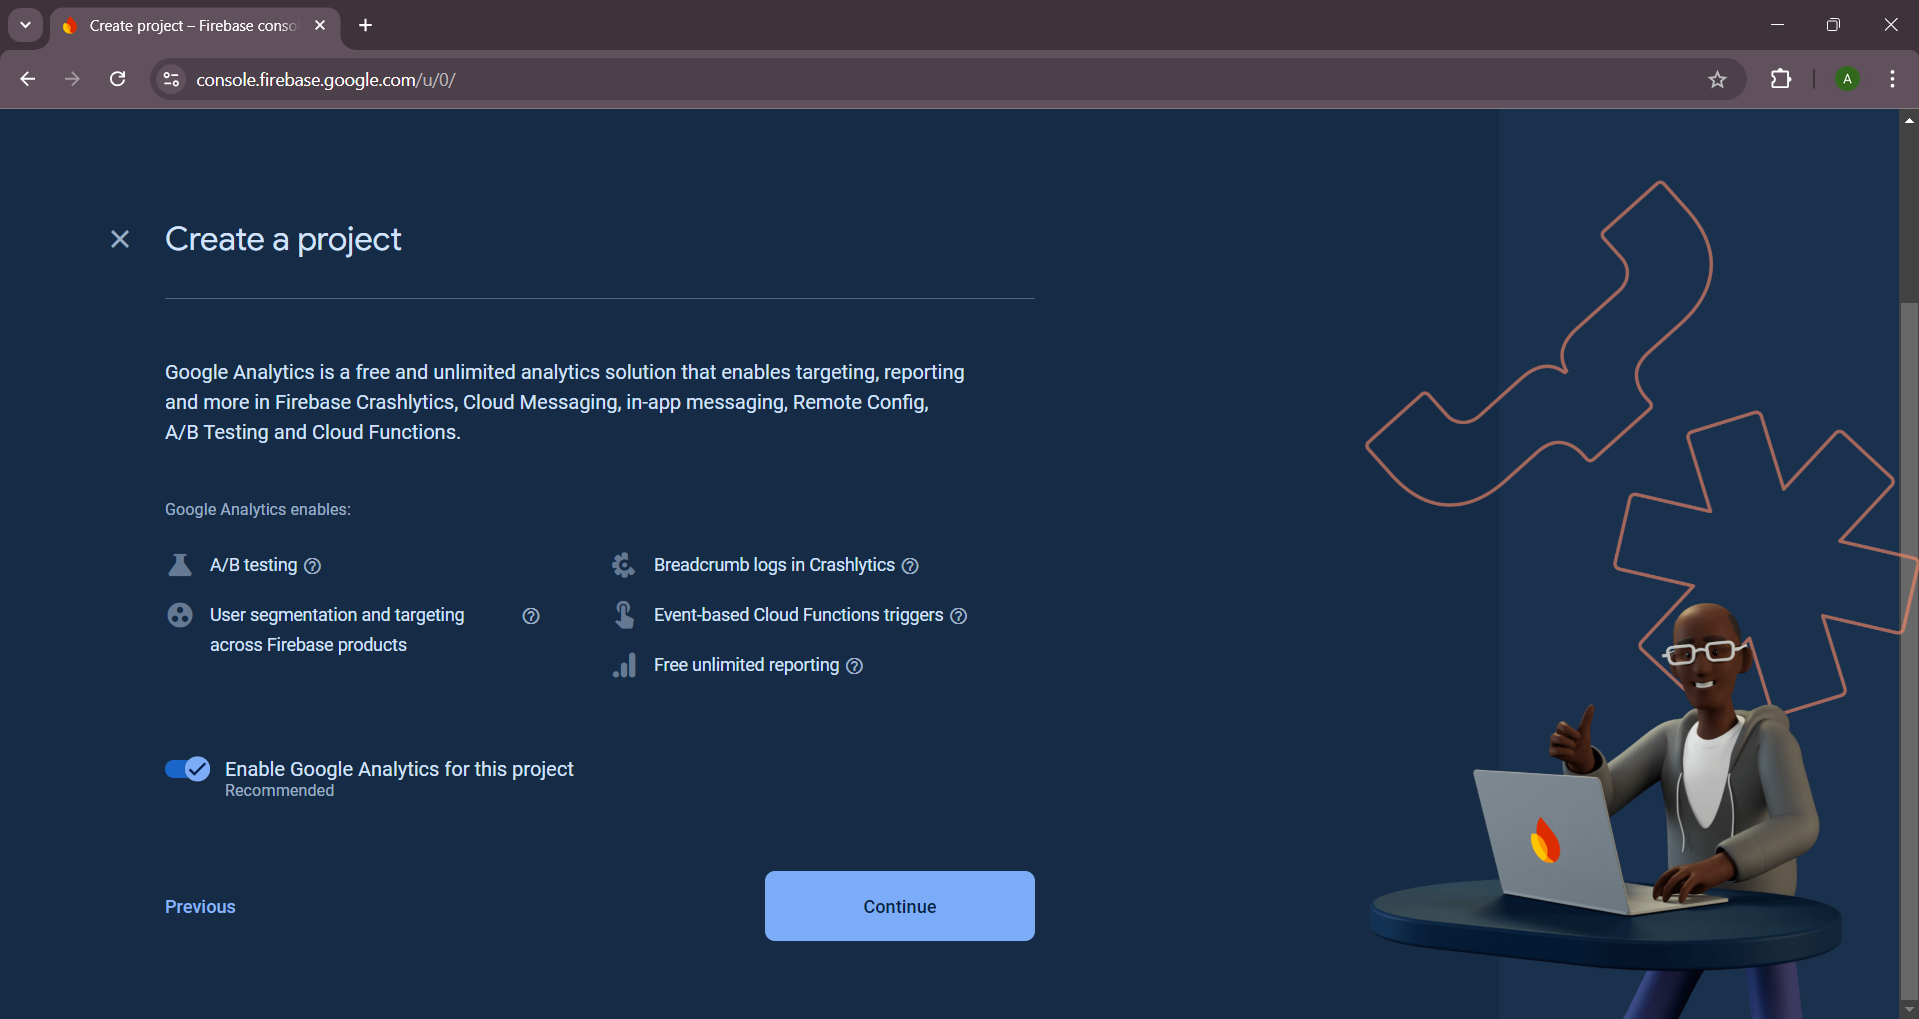 Create project – Firebase conso
console.firebase.google.com/u/0/
A
Create a project
Google Analytics is a free and unlimited analytics solution that enables targeting, reporting
and more in Firebase Crashlytics, Cloud Messaging, in-app messaging, Remote Config,
A/B Testing and Cloud Functions.
Google Analytics enables:
A/B testing
User segmentation and targeting
across Firebase products
Breadcrumb logs in Crashlytics
Event-based Cloud Functions triggers
Free unlimited reporting
Enable Google Analytics for this project
Recommended
Previous
Continue